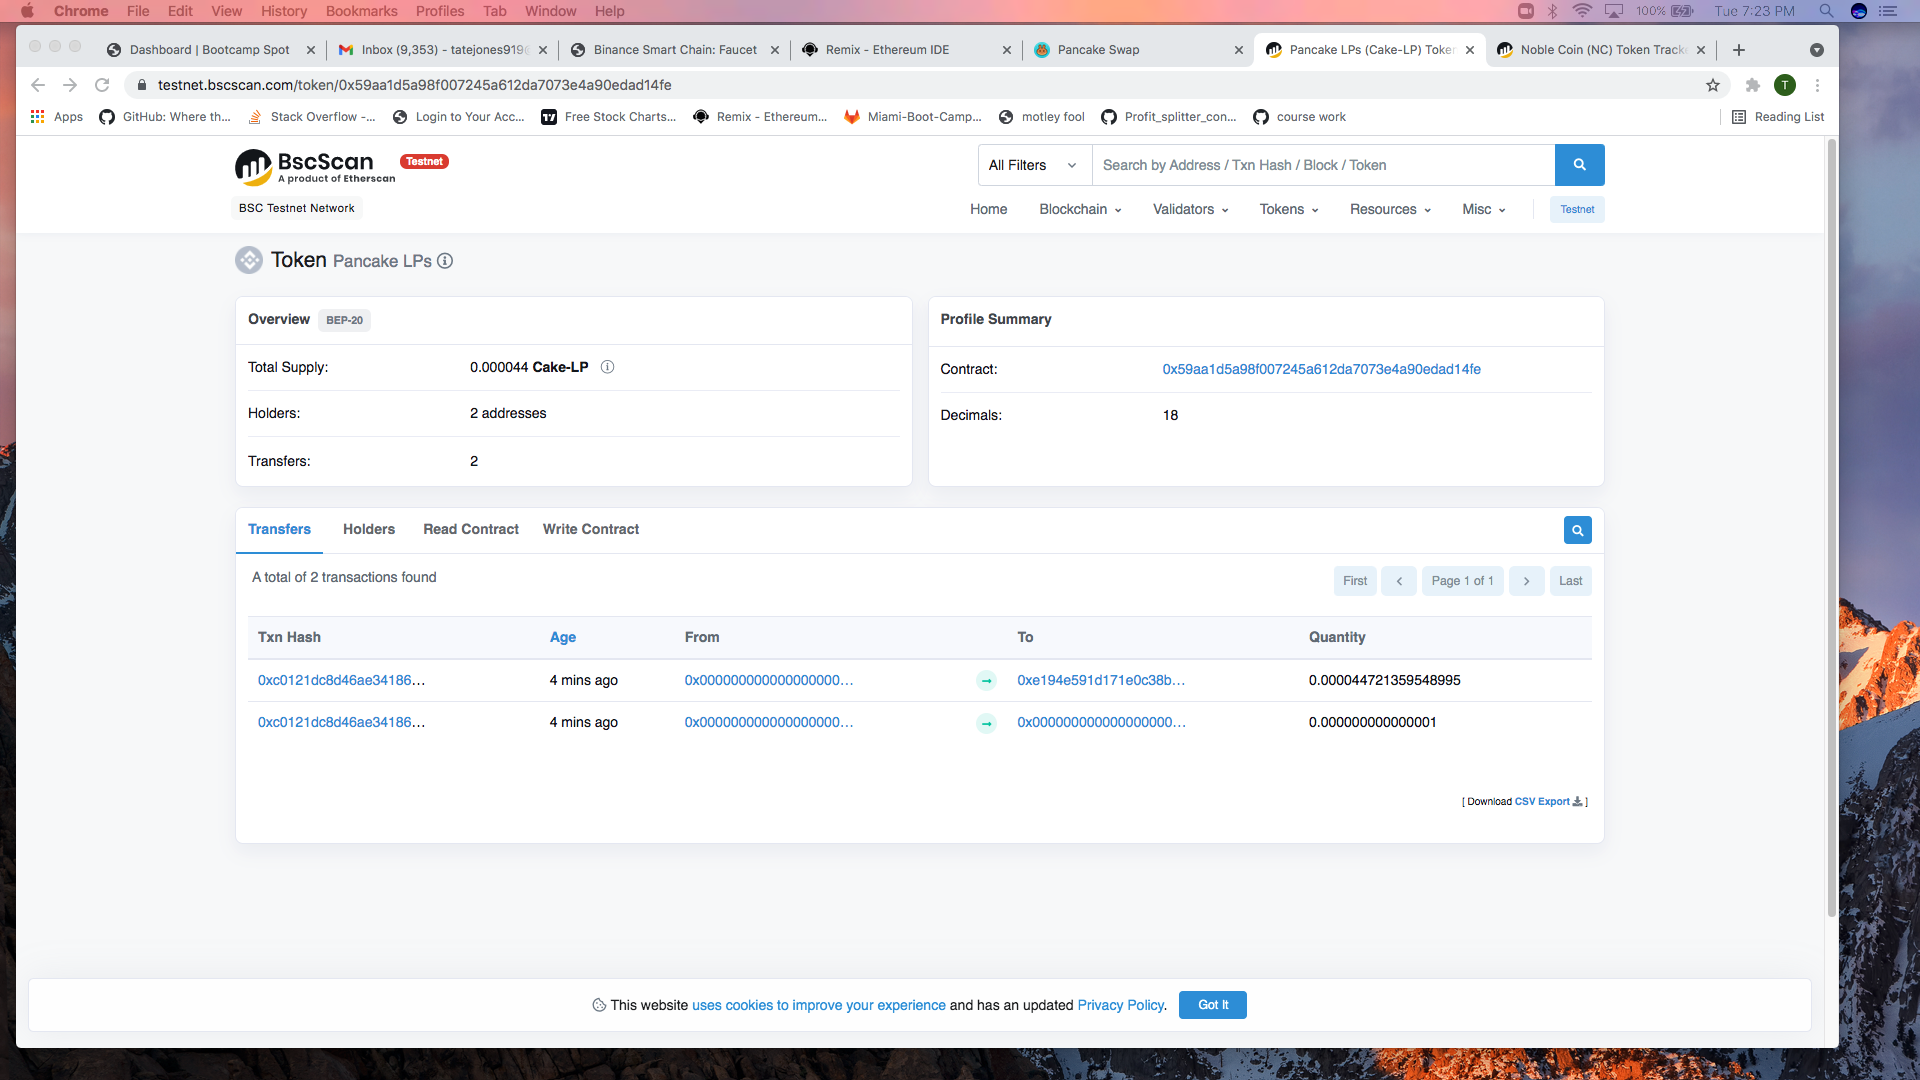 Chrome File Edit View History Bookmarks Profiles Tab Window Help 100% Tue 7:23 PM
Dashboard | Bootcamp Spot Inbox (9,353) - tatejones919@ Binance Smart Chain: Faucet Remix - Ethereum IDE Pancake Swap Pancake LPs (Cake-LP) Token Noble Coin (NC) Token Tracke
testnet.bscscan.com/token/0x59aa1d5a98f007245a612da7073e4a90edad14fe T
Apps GitHub: Where th... Stack Overflow -... Login to Your Acc... Free Stock Charts... Remix - Ethereum... Miami-Boot-Camp... motley fool Profit_splitter_con... course work Reading List
BscScan Testnet
A product of Etherscan
All Filters Search by Address / Txn Hash / Block / Token
BSC Testnet Network
Home Blockchain Validators Tokens Resources Misc Testnet
Token Pancake LPs
Overview BEP-20
Total Supply: 0.000044 Cake-LP
Holders: 2 addresses
Transfers: 2
Profile Summary
Contract: 0x59aa1d5a98f007245a612da7073e4a90edad14fe
Decimals: 18
Transfers Holders Read Contract Write Contract
A total of 2 transactions found
First Page 1 of 1 Last
Txn Hash Age From To Quantity
0xc0121dc8d46ae34186... 4 mins ago 0x000000000000000000... 0xe194e591d171e0c38b... 0.000044721359548995
0xc0121dc8d46ae34186... 4 mins ago 0x000000000000000000... 0x000000000000000000... 0.000000000000001
[ Download CSV Export ]
This website uses cookies to improve your experience and has an updated Privacy Policy. Got It